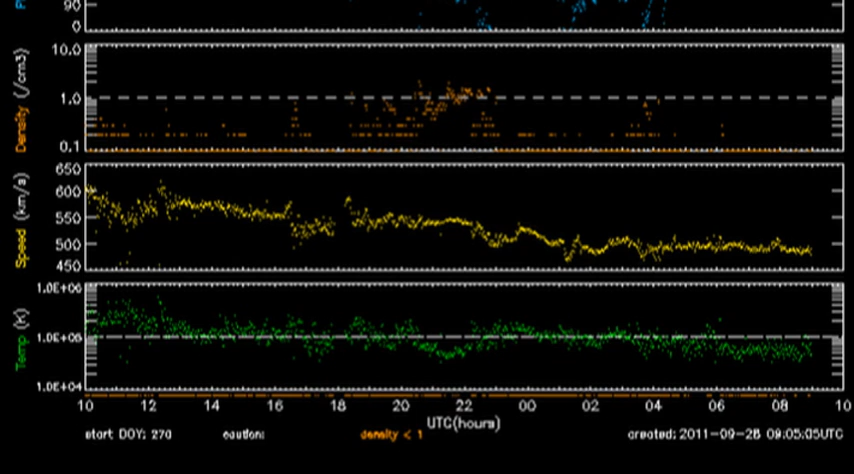 90
0
10.0
1.0
0.1
Density (/cm3)
650
600
550
500
450
Speed (km/s)
1.0E+06
1.0E+05
1.0E+04
Temp (K)
10 12 14 16 18 20 22 00 02 04 06 08 10
UTC(hours)
start DOY: 270 caution: density < 1 created: 2011-09-28 09:05:05UTC